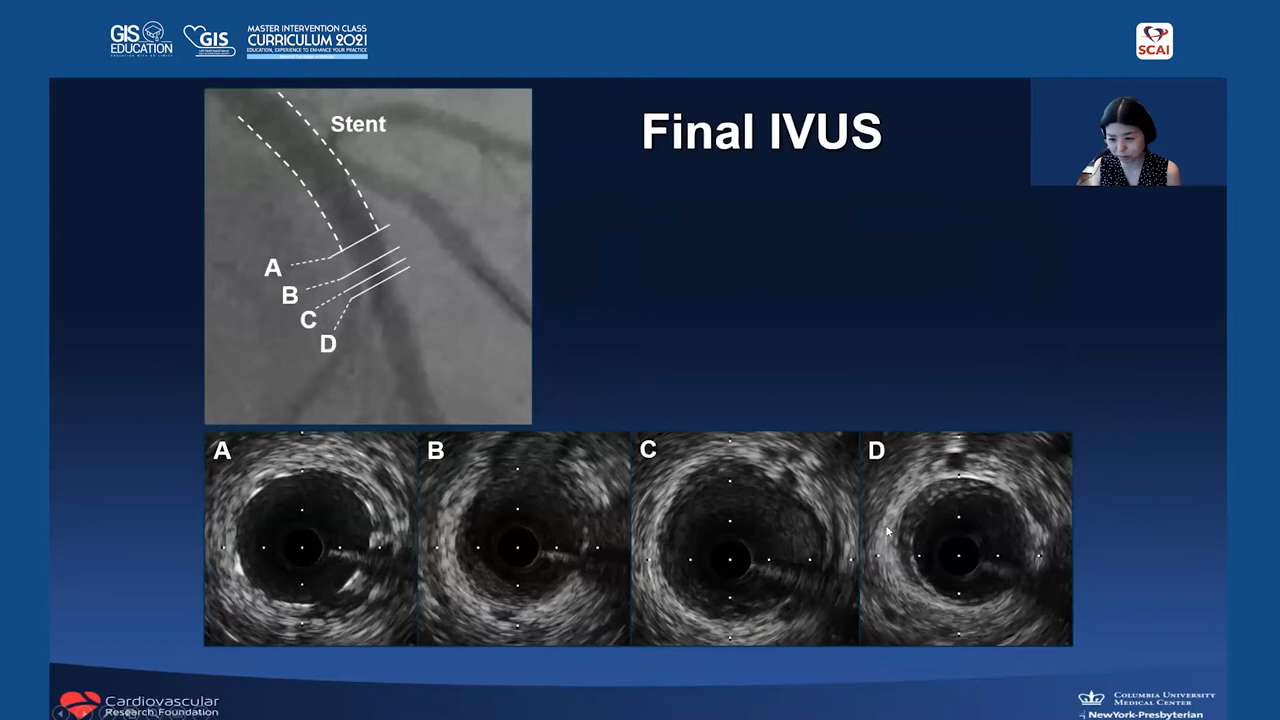 GIS
EDUCATION
GIS
MASTER INTERVENTION CLASS
CURRICULUM 2021
EDUCATION, EXPERIENCE TO ENHANCE YOUR PRACTICE
SCAI
Stent
Final IVUS
A
B
C
D
A
B
C
D
Cardiovascular
Research Foundation
COLUMBIA UNIVERSITY
MEDICAL CENTER
NewYork-Presbyterian